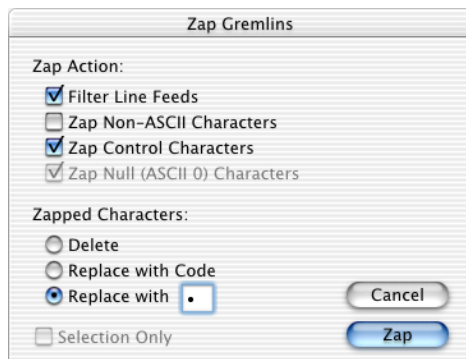 Zap Gremlins
Zap Action:
Filter Line Feeds
Zap Non-ASCII Characters
Zap Control Characters
Zap Null (ASCII 0) Characters
Zapped Characters:
Delete
Replace with Code
Replace with •
Cancel
Selection Only
Zap